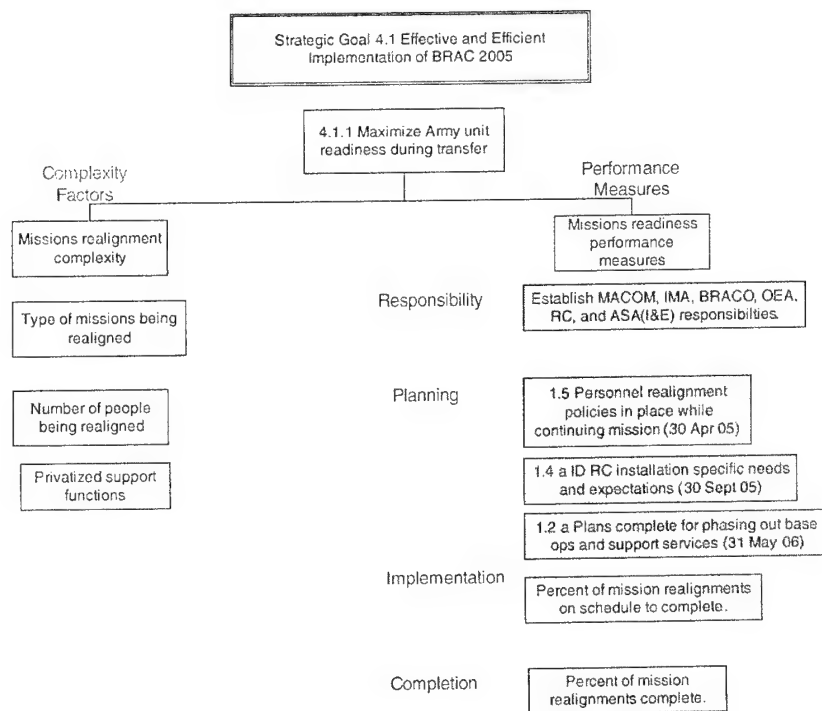 Strategic Goal 4.1 Effective and Efficient
Implementation of BRAC 2005
4.1.1 Maximize Army unit
readiness during transfer
Complexity
Factors
Performance
Measures
Missions realignment
complexity
Missions readiness
performance
measures
Responsibility
Establish MACOM, IMA, BRACO, OEA,
RC, and ASA(I&E) responsibilties.
Type of missions being
realigned
Planning
1.5 Personnel realignment
policies in place while
continuing mission (30 Apr 05)
Number of people
being realigned
1.4 a ID RC installation specific needs
and expectations (30 Sept 05)
Privatized support
functions
1.2 a Plans complete for phasing out base
ops and support services (31 May 06)
Implementation
Percent of mission realignments
on schedule to complete.
Completion
Percent of mission
realignments complete.